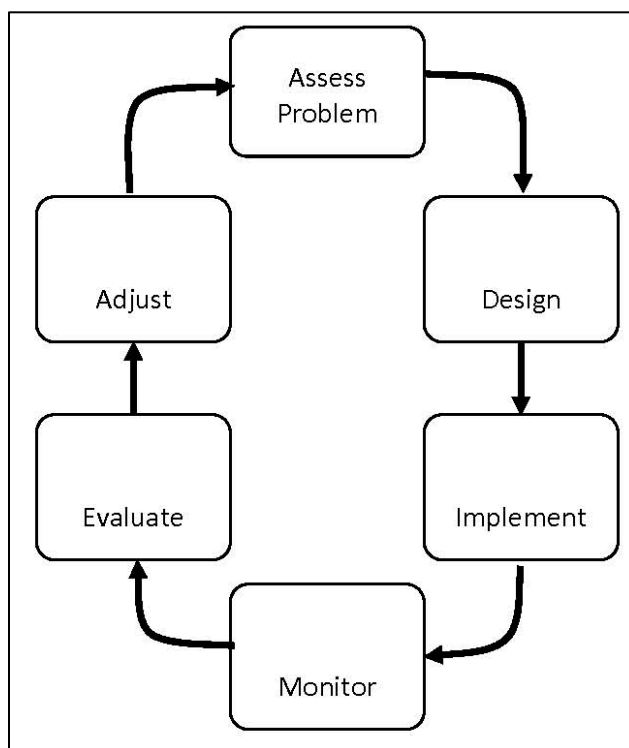 Assess
Problem
Design
Implement
Monitor
Evaluate
Adjust